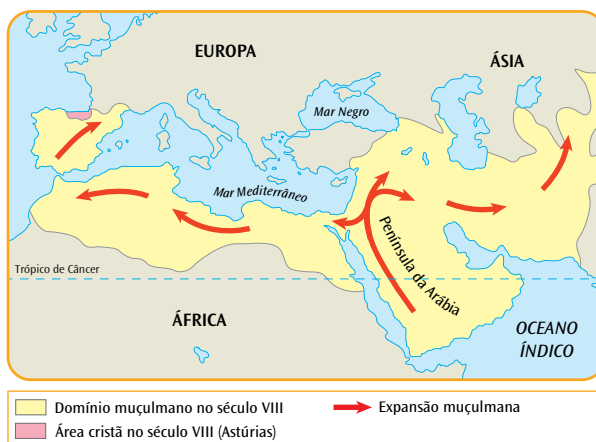 EUROPA
ÁSIA
Mar Negro
Mar Mediterrâneo
Península da Arábia
Trópico de Câncer
ÁFRICA
OCEANO
ÍNDICO
Domínio muçulmano no século VIII
Expansão muçulmana
Área cristã no século VIII (Astúrias)